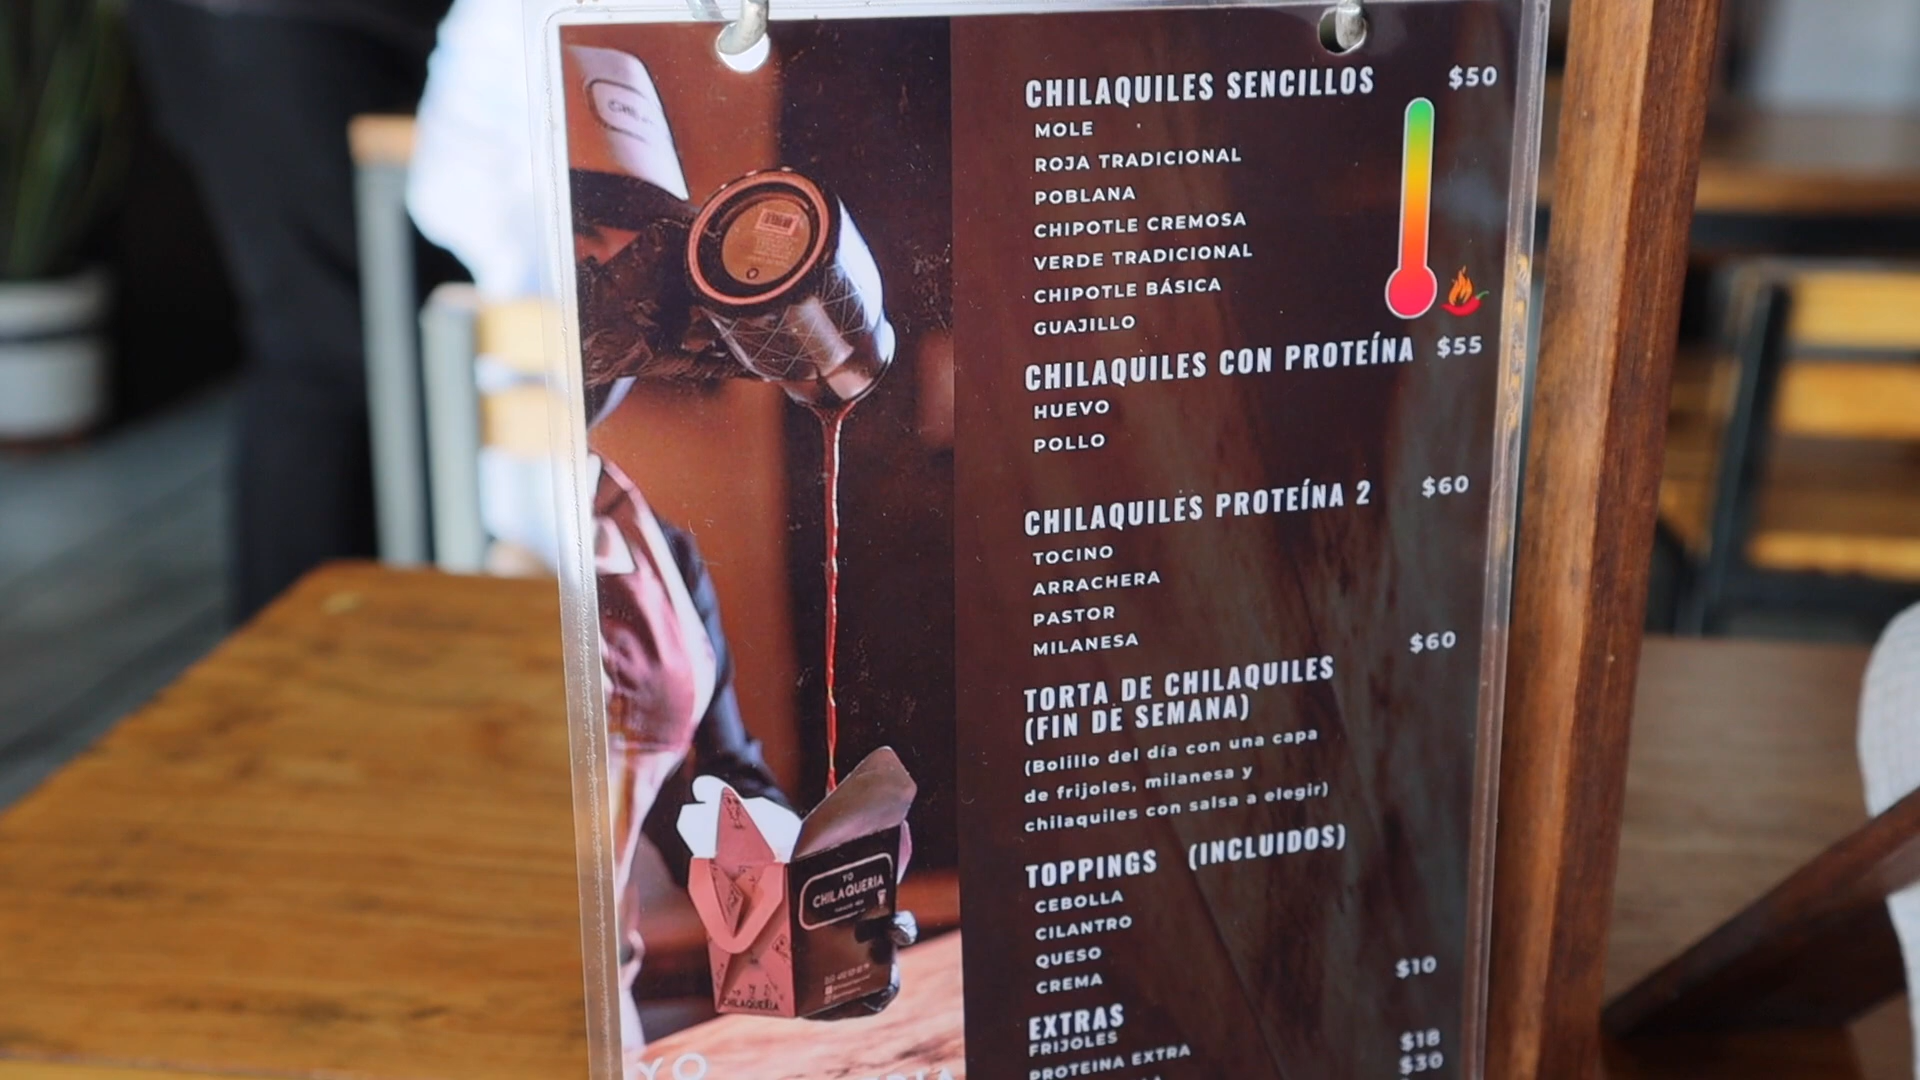 CHILAQUILES SENCILLOS $50
MOLE
ROJA TRADICIONAL
POBLANA
CHIPOTLE CREMOSA
VERDE TRADICIONAL
CHIPOTLE BÁSICA
GUAJILLO
CHILAQUILES CON PROTEÍNA $55
HUEVO
POLLO
CHILAQUILES PROTEÍNA 2 $60
TOCINO
ARRACHERA
PASTOR
MILANESA
TORTA DE CHILAQUILES $60
(FIN DE SEMANA)
(Bolillo del día con una capa
de frijoles, milanesa y
chilaquiles con salsa a elegir)
TOPPINGS (INCLUIDOS)
CEBOLLA
CILANTRO
QUESO
CREMA
$10
EXTRAS
FRIJOLES $18
PROTEINA EXTRA $30
YO
CHILAQUERIA
CHILAQUERIA
YO